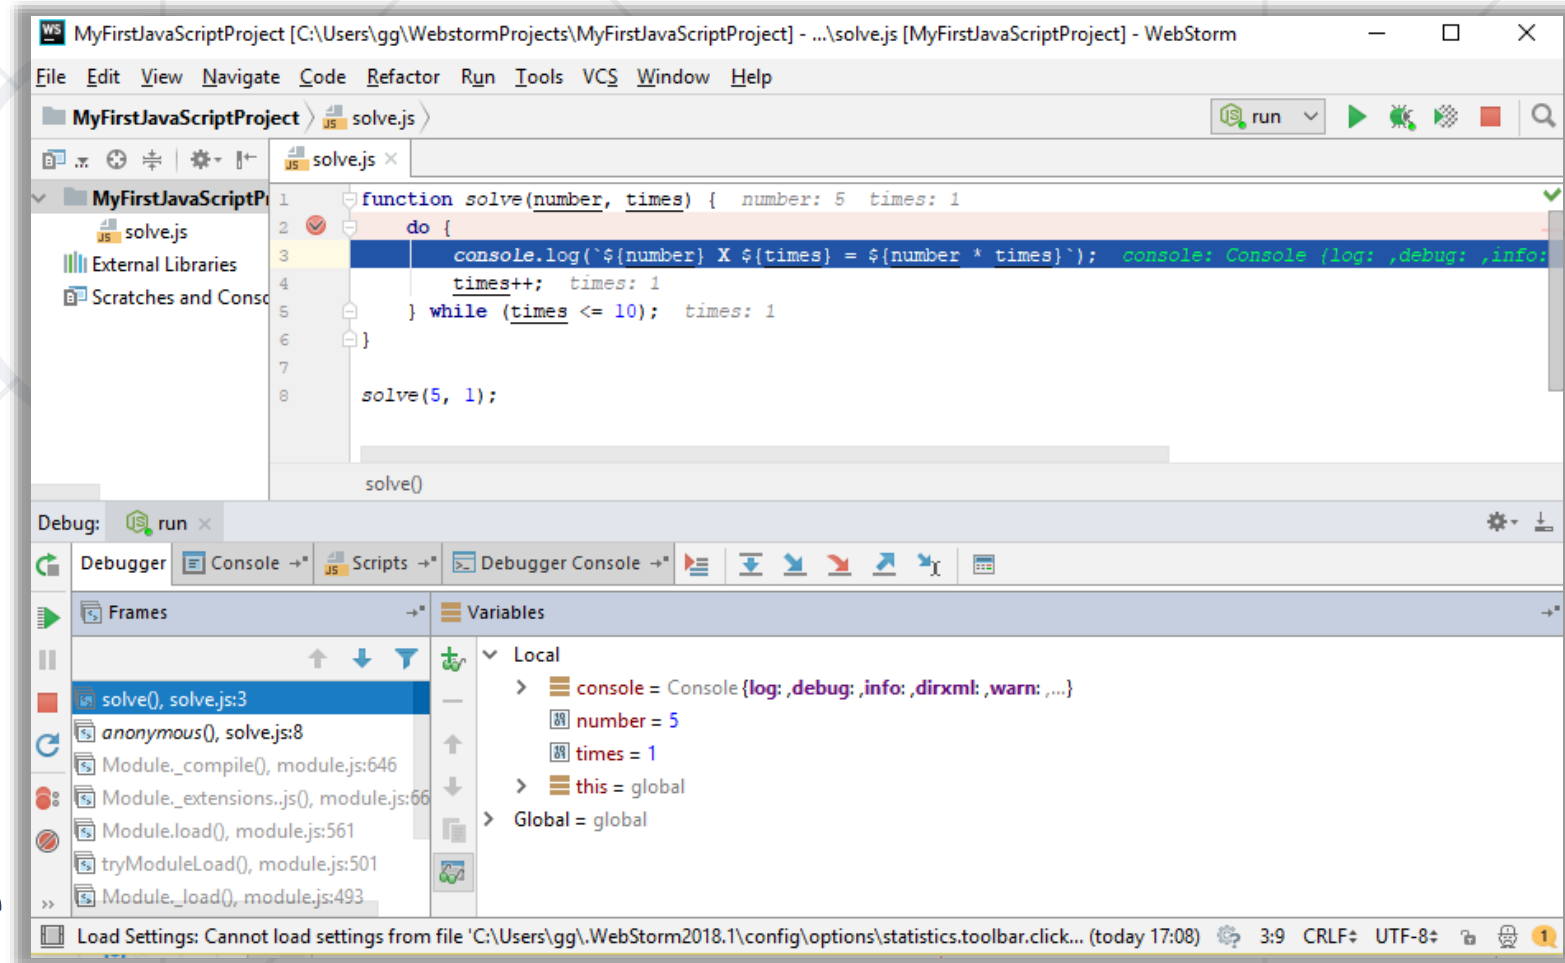 WS MyFirstJavaScriptProject [C:\Users\gg\WebstormProjects\MyFirstJavaScriptProject] - ...\solve.js [MyFirstJavaScriptProject] - WebStorm
File Edit View Navigate Code Refactor Run Tools VCS Window Help
MyFirstJavaScriptProject solve.js run
solve.js
MyFirstJavaScriptP
solve.js
External Libraries
Scratches and Conso
1 function solve(number, times) { number: 5 times: 1
2 do {
3 console.log(`${number} X ${times} = ${number * times}`); console: Console {log: ,debug: ,info:
4 times++; times: 1
5 } while (times <= 10); times: 1
6 }
7
8 solve(5, 1);
solve()
Debug: run
Debugger Console Scripts Debugger Console
Frames
solve(), solve.js:3
anonymous(), solve.js:8
Module._compile(), module.js:646
Module._extensions..js(), module.js:66
Module.load(), module.js:561
tryModuleLoad(), module.js:501
Module._load(), module.js:493
Variables
Local
console = Console {log: ,debug: ,info: ,dirxml: ,warn: ,...}
number = 5
times = 1
this = global
Global = global
Load Settings: Cannot load settings from file 'C:\Users\gg\.WebStorm2018.1\config\options\statistics.toolbar.click... (today 17:08) 3:9 CRLF UTF-8 1